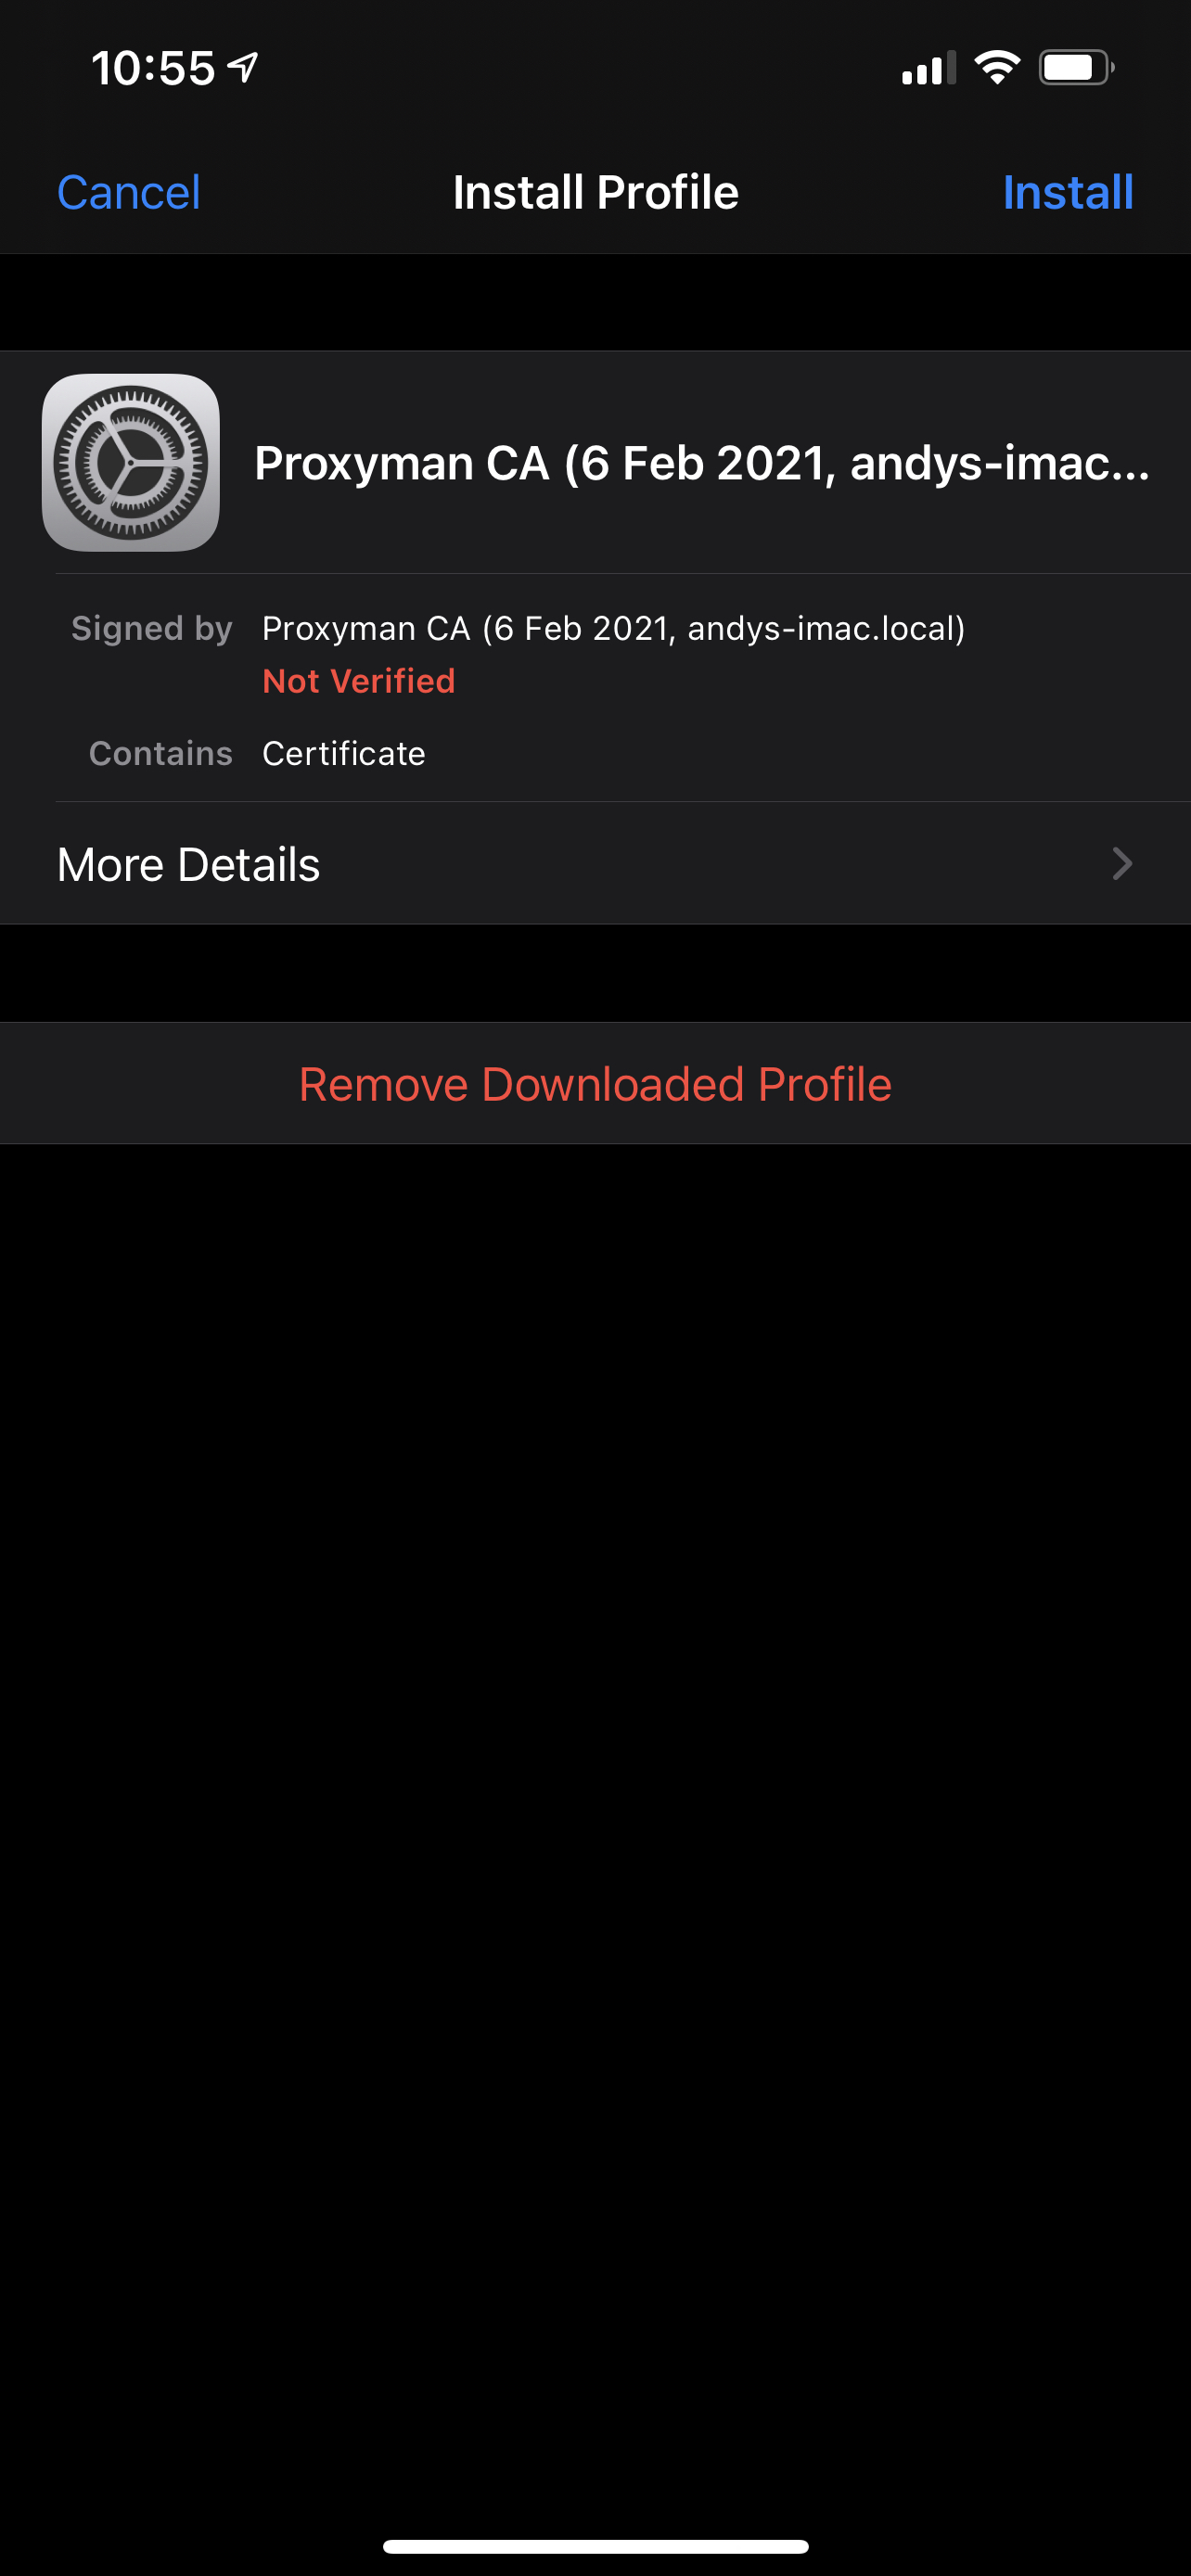 10:55
Cancel Install Profile Install
Proxyman CA (6 Feb 2021, andys-imac...
Signed by Proxyman CA (6 Feb 2021, andys-imac.local)
Not Verified
Contains Certificate
More Details
Remove Downloaded Profile